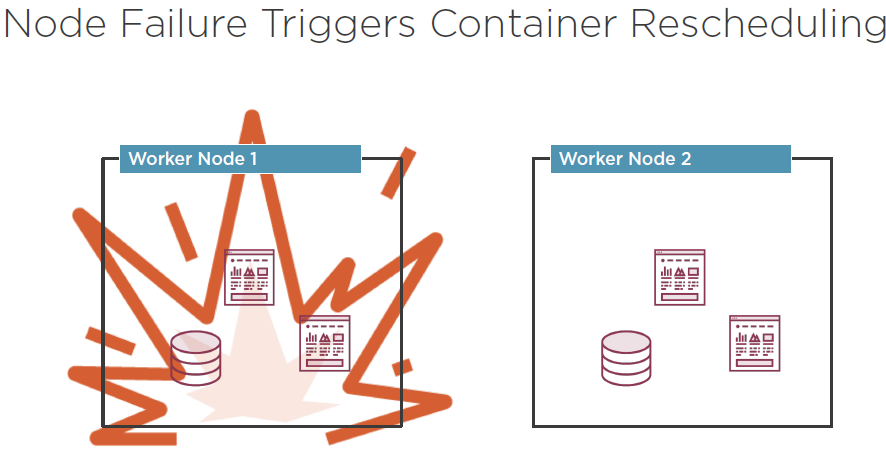 Node Failure Triggers Container Rescheduling
Worker Node 1
Worker Node 2